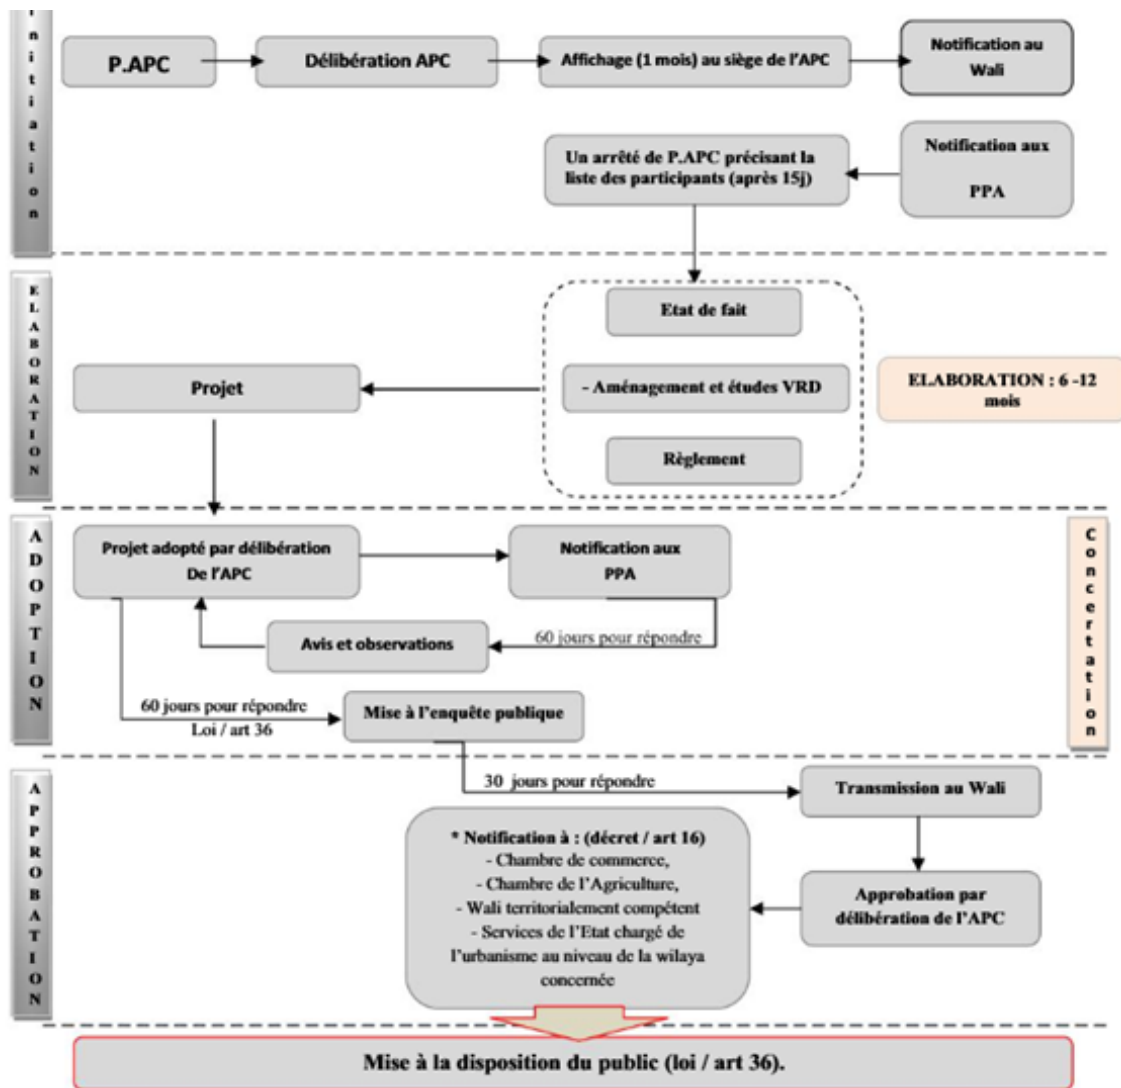 nitiation
P.APC
Délibération APC
Affichage (1 mois) au siège de l'APC
Notification au
Wali
Un arrêté de P.APC précisant la
liste des participants (après 15j)
Notification aux
PPA
ELABORATION
Etat de fait
Projet
- Aménagement et études VRD
ELABORATION : 6 -12
mois
Règlement
ADOPTION
Projet adopté par délibération
De l'APC
Notification aux
PPA
Concertation
Avis et observations
60 jours pour répondre
60 jours pour répondre
Loi / art 36
Mise à l'enquête publique
APPROBATION
30 jours pour répondre
Transmission au Wali
* Notification à : (décret / art 16)
- Chambre de commerce,
- Chambre de l'Agriculture,
- Wali territorialement compétent
- Services de l'Etat chargé de
l'urbanisme au niveau de la wilaya
concernée
Approbation par
délibération de l'APC
Mise à la disposition du public (loi / art 36).